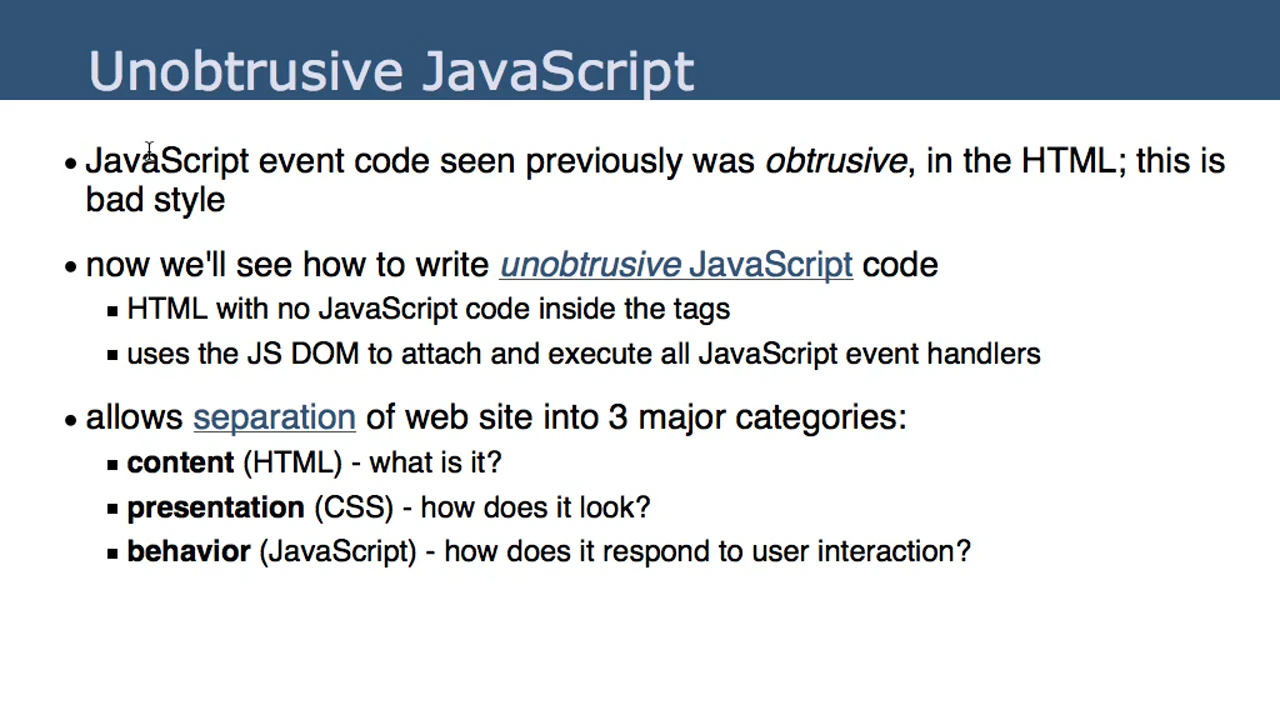 Unobtrusive JavaScript
• JavaScript event code seen previously was obtrusive, in the HTML; this is
bad style
• now we'll see how to write unobtrusive JavaScript code
▪ HTML with no JavaScript code inside the tags
▪ uses the JS DOM to attach and execute all JavaScript event handlers
• allows separation of web site into 3 major categories:
▪ content (HTML) - what is it?
▪ presentation (CSS) - how does it look?
▪ behavior (JavaScript) - how does it respond to user interaction?